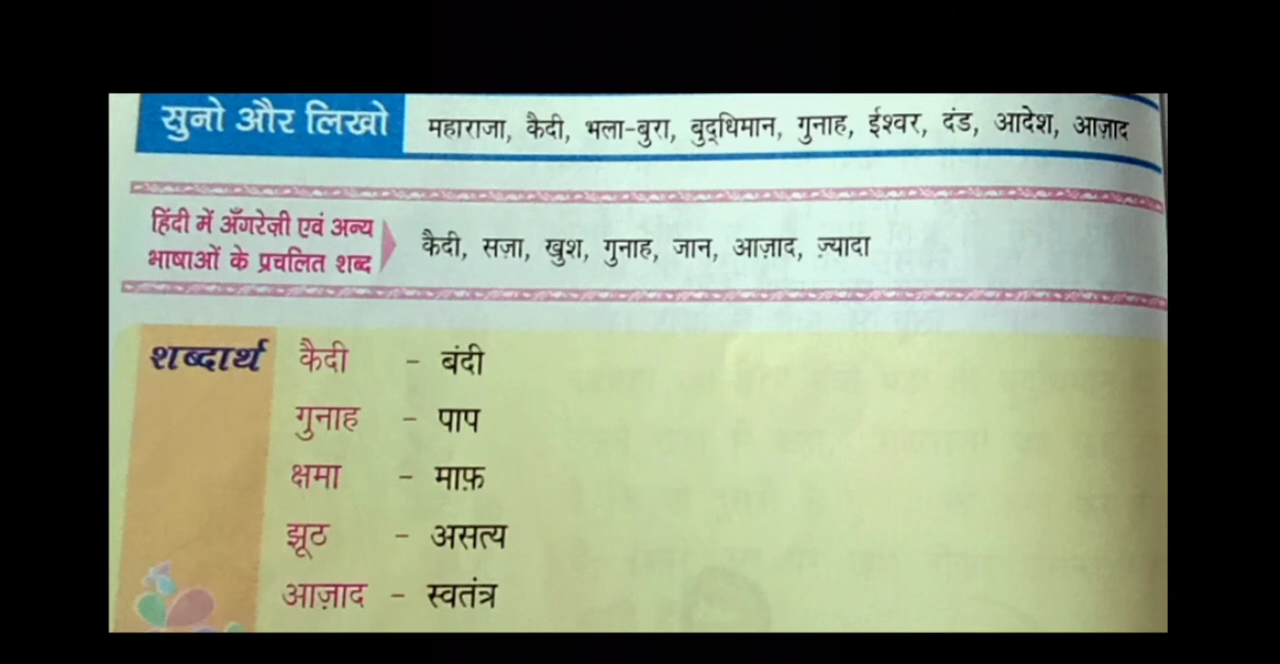 सुनो और लिखो महाराजा, कैदी, भला-बुरा, बुद्धिमान, गुनाह, ईश्वर, दंड, आदेश, आज़ाद
हिंदी में अँगरेज़ी एवं अन्य
भाषाओं के प्रचलित शब्द
कैदी, सज़ा, खुश, गुनाह, जान, आज़ाद, ज़्यादा
शब्दार्थ कैदी - बंदी
गुनाह - पाप
क्षमा - माफ़
झूठ - असत्य
आज़ाद - स्वतंत्र